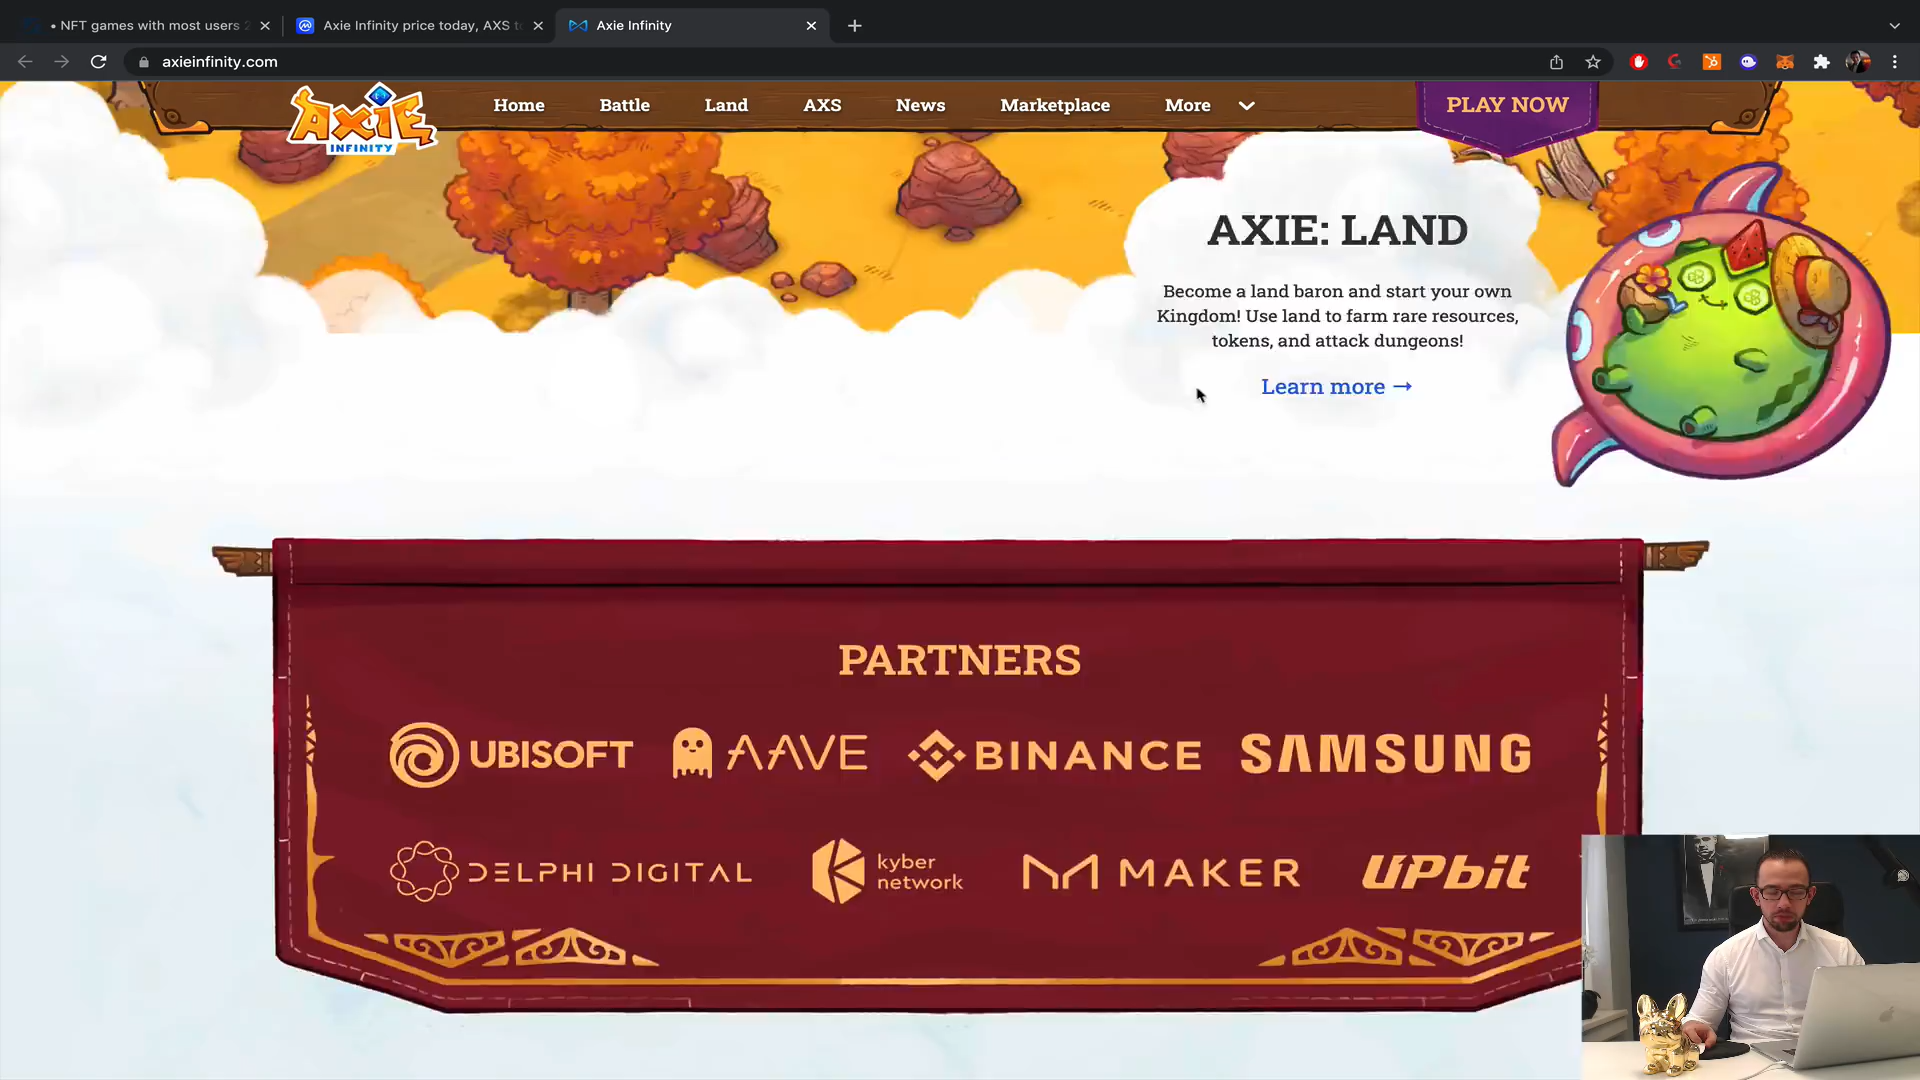 • NFT games with most users 2
Axie Infinity price today, AXS to
Axie Infinity
axieinfinity.com
AXIE
INFINITY
Home
Battle
Land
AXS
News
Marketplace
More
PLAY NOW
AXIE: LAND
Become a land baron and start your own
Kingdom! Use land to farm rare resources,
tokens, and attack dungeons!
Learn more →
PARTNERS
UBISOFT
AAVE
BINANCE
SAMSUNG
DELPHI DIGITAL
kyber
network
MAKER
UPbit